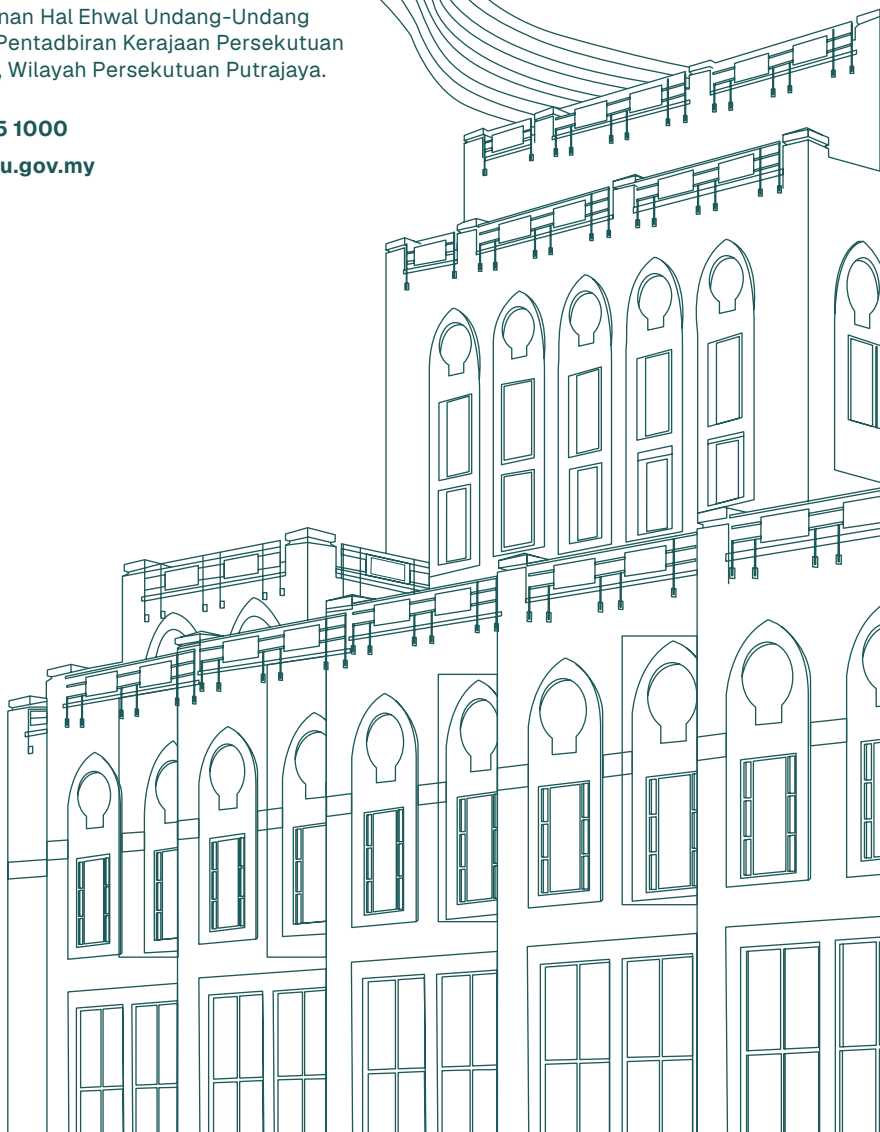 nan Hal Ehwal Undang-Undang
Pentadbiran Kerajaan Persekutuan
, Wilayah Persekutuan Putrajaya.
5 1000
u.gov.my